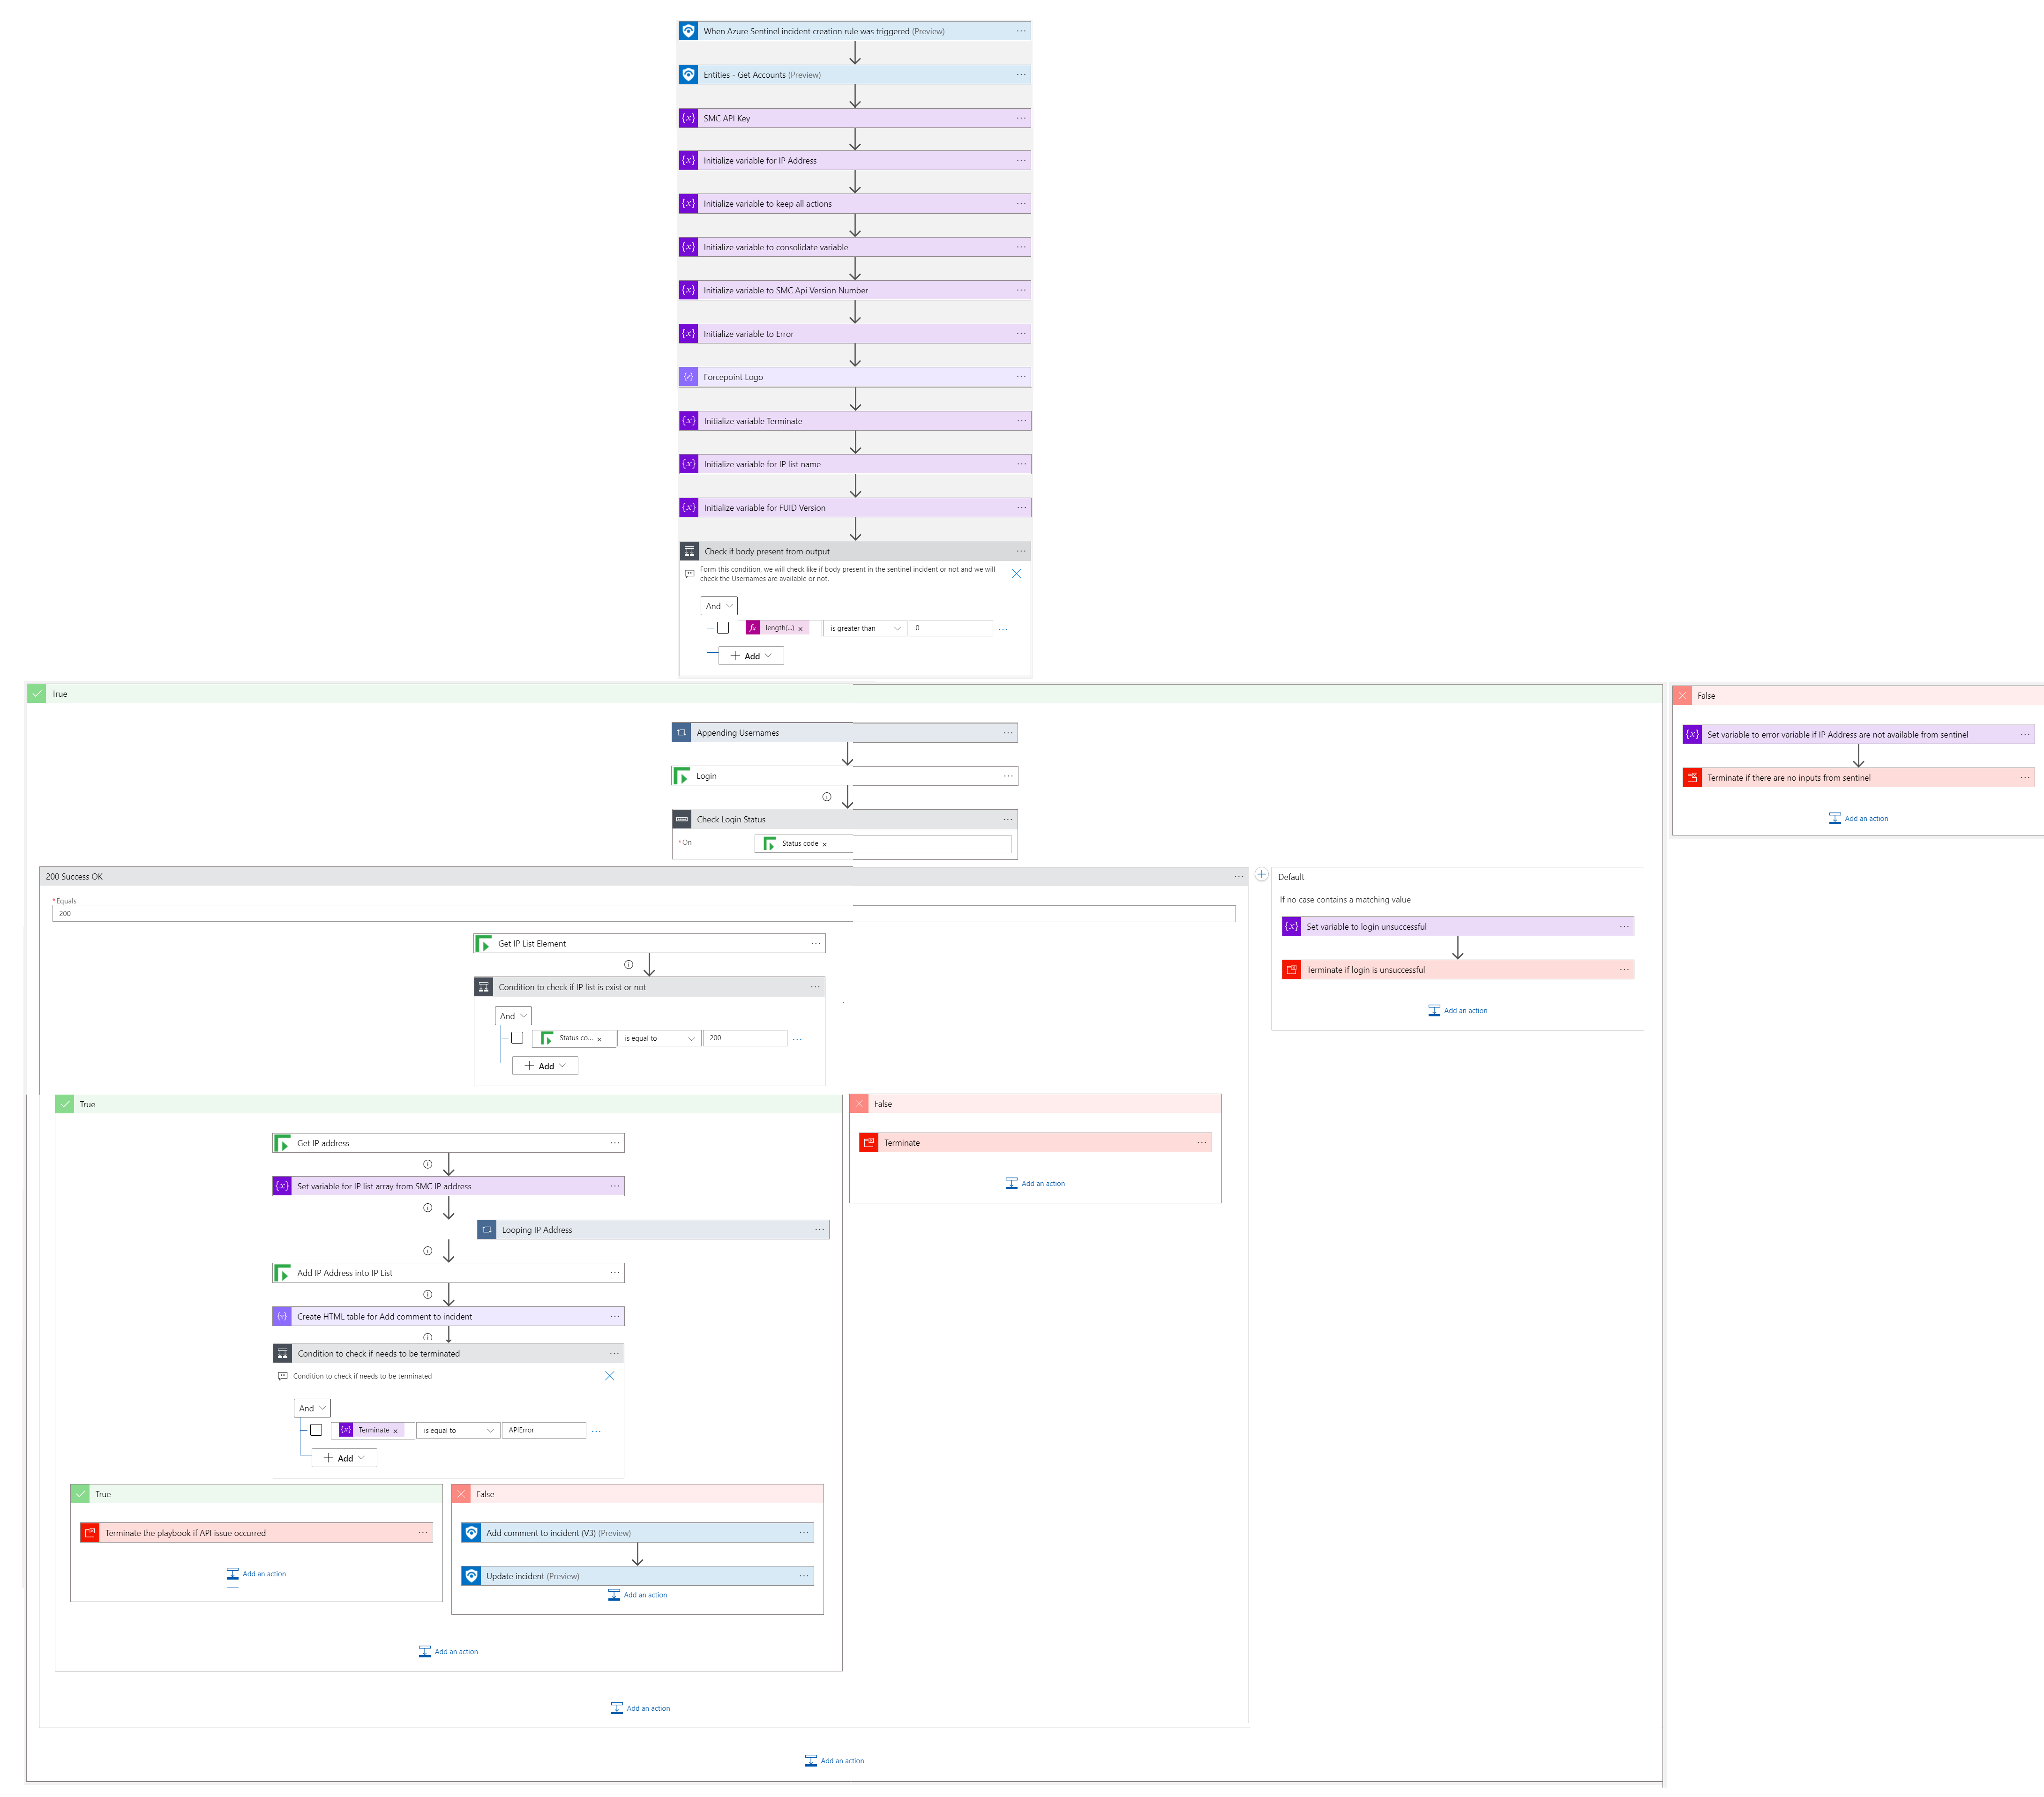 When Azure Sentinel incident creation rule was triggered (Preview)
Entities - Get Accounts (Preview)
SMC API Key
Initialize variable for IP Address
Initialize variable to keep all actions
Initialize variable to consolidate variable
Initialize variable to SMC Api Version Number
Initialize variable to Error
Forcepoint Logo
Initialize variable Terminate
Initialize variable for IP list name
Initialize variable for FUID Version
Check if body present from output
Form this condition, we will check like if body present in the sentinel incident or not and we will
check the Usernames are available or not.
And
length(...) × is greater than 0
Add
True
False
Appending Usernames
Set variable to error variable if IP Address are not available from sentinel
Login
Terminate if there are no inputs from sentinel
Check Login Status
Add an action
* On Status code ×
200 Success OK
Default
* Equals
If no case contains a matching value
200
Set variable to login unsuccessful
Get IP List Element
Terminate if login is unsuccessful
Condition to check if IP list is exist or not
Add an action
And
Status co... × is equal to 200
Add
True
False
Get IP address
Terminate
Set variable for IP list array from SMC IP address
Add an action
Looping IP Address
Add IP Address into IP List
Create HTML table for Add comment to incident
Condition to check if needs to be terminated
Condition to check if needs to be terminated
And
Terminate × is equal to APIError
Add
True
False
Terminate the playbook if API issue occurred
Add comment to incident (V3) (Preview)
Add an action
Update incident (Preview)
Add an action
Add an action
Add an action
Add an action